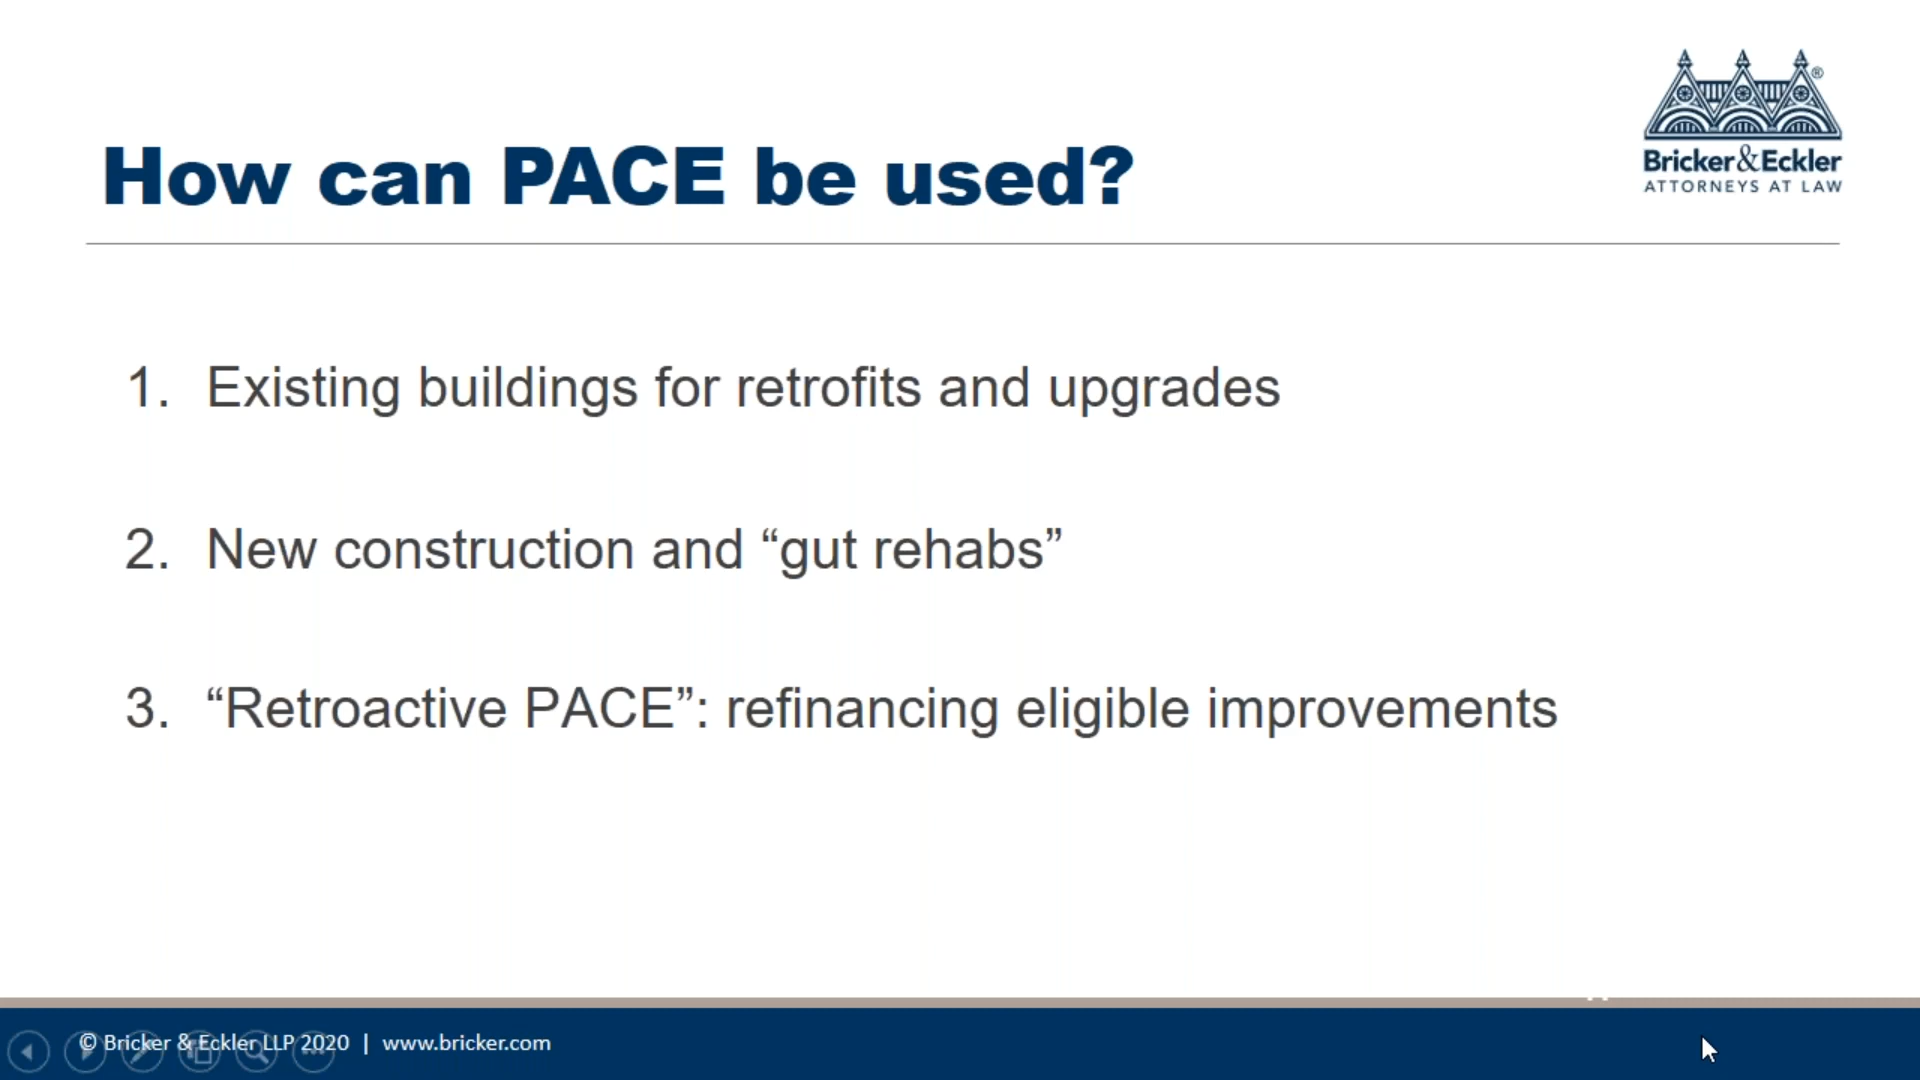 ®
Bricker&Eckler
ATTORNEYS AT LAW
How can PACE be used?
1. Existing buildings for retrofits and upgrades
2. New construction and “gut rehabs”
3. “Retroactive PACE”: refinancing eligible improvements
© Bricker & Eckler LLP 2020 | www.bricker.com